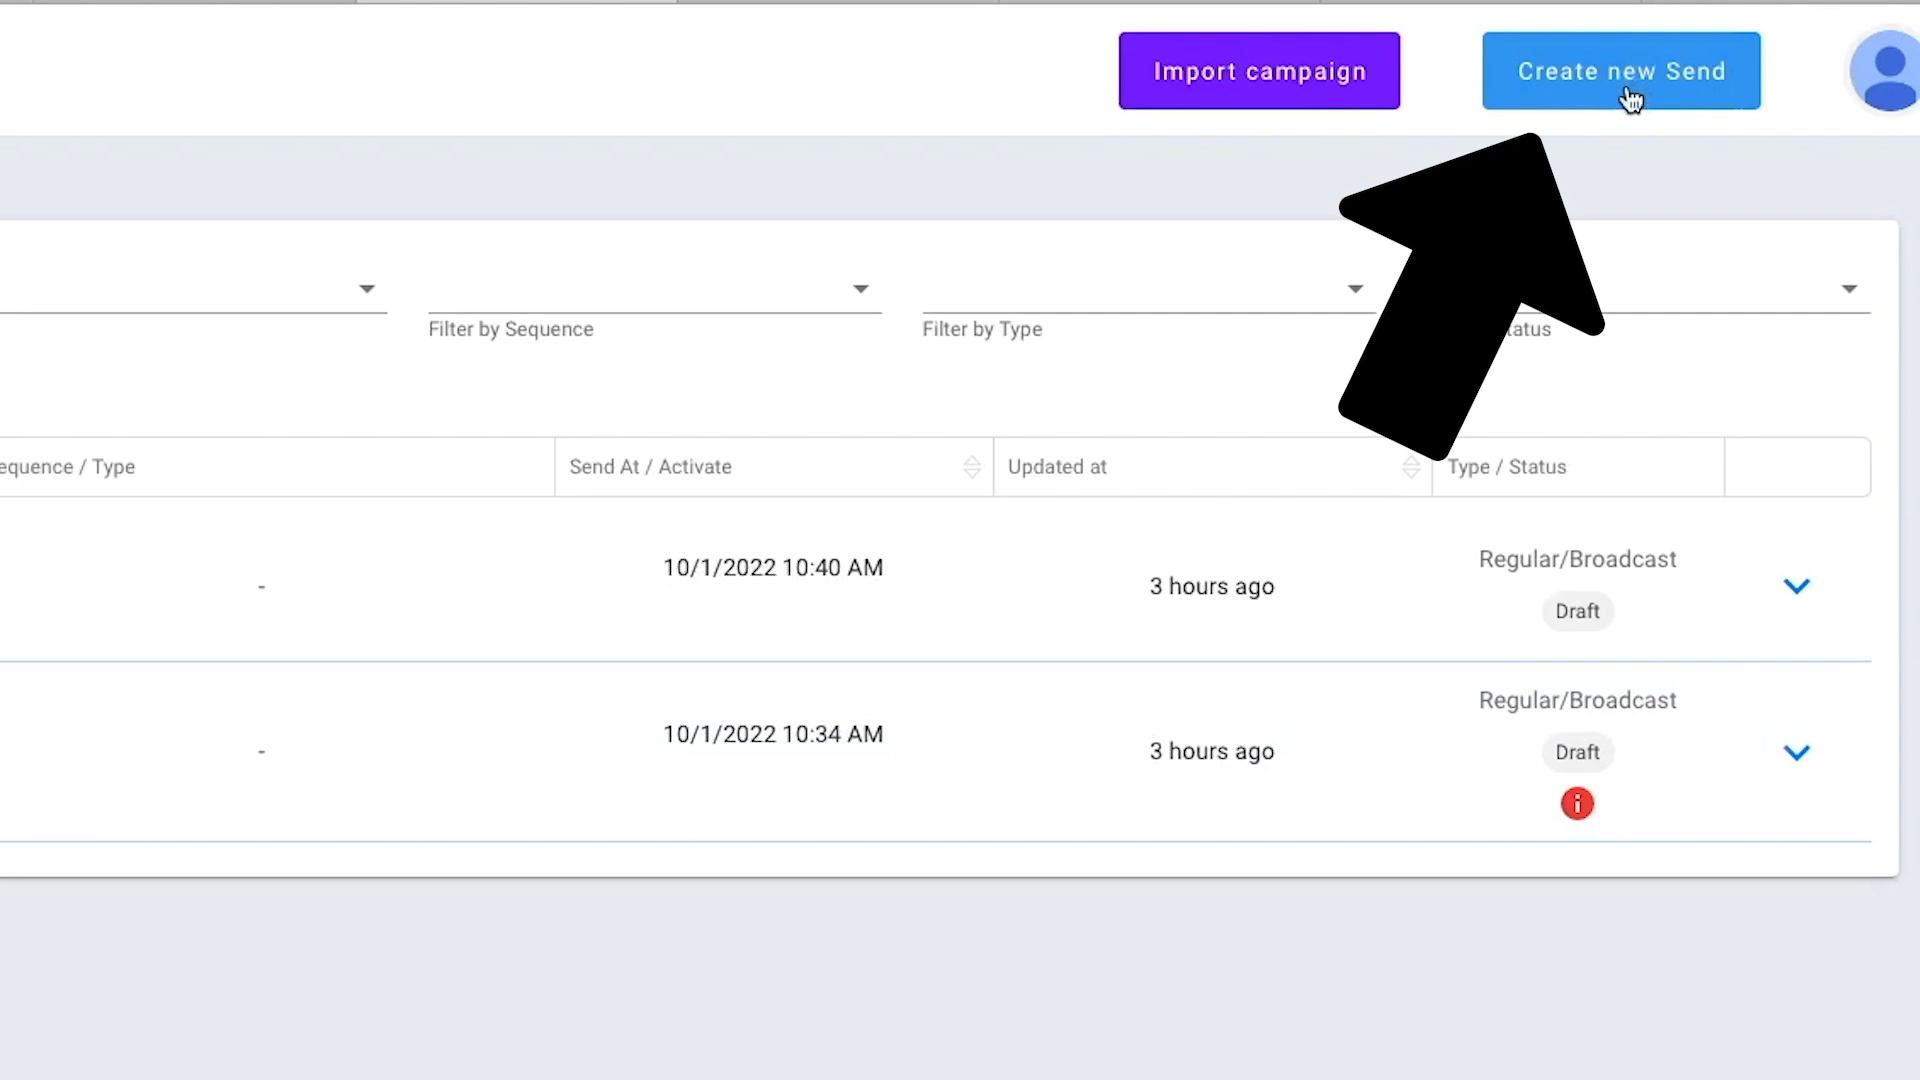 Import campaign
Create new Send
Filter by Sequence
Filter by Type
tatus
equence / Type
Send At / Activate
Updated at
Type / Status
-
10/1/2022 10:40 AM
3 hours ago
Regular/Broadcast
Draft
-
10/1/2022 10:34 AM
3 hours ago
Regular/Broadcast
Draft